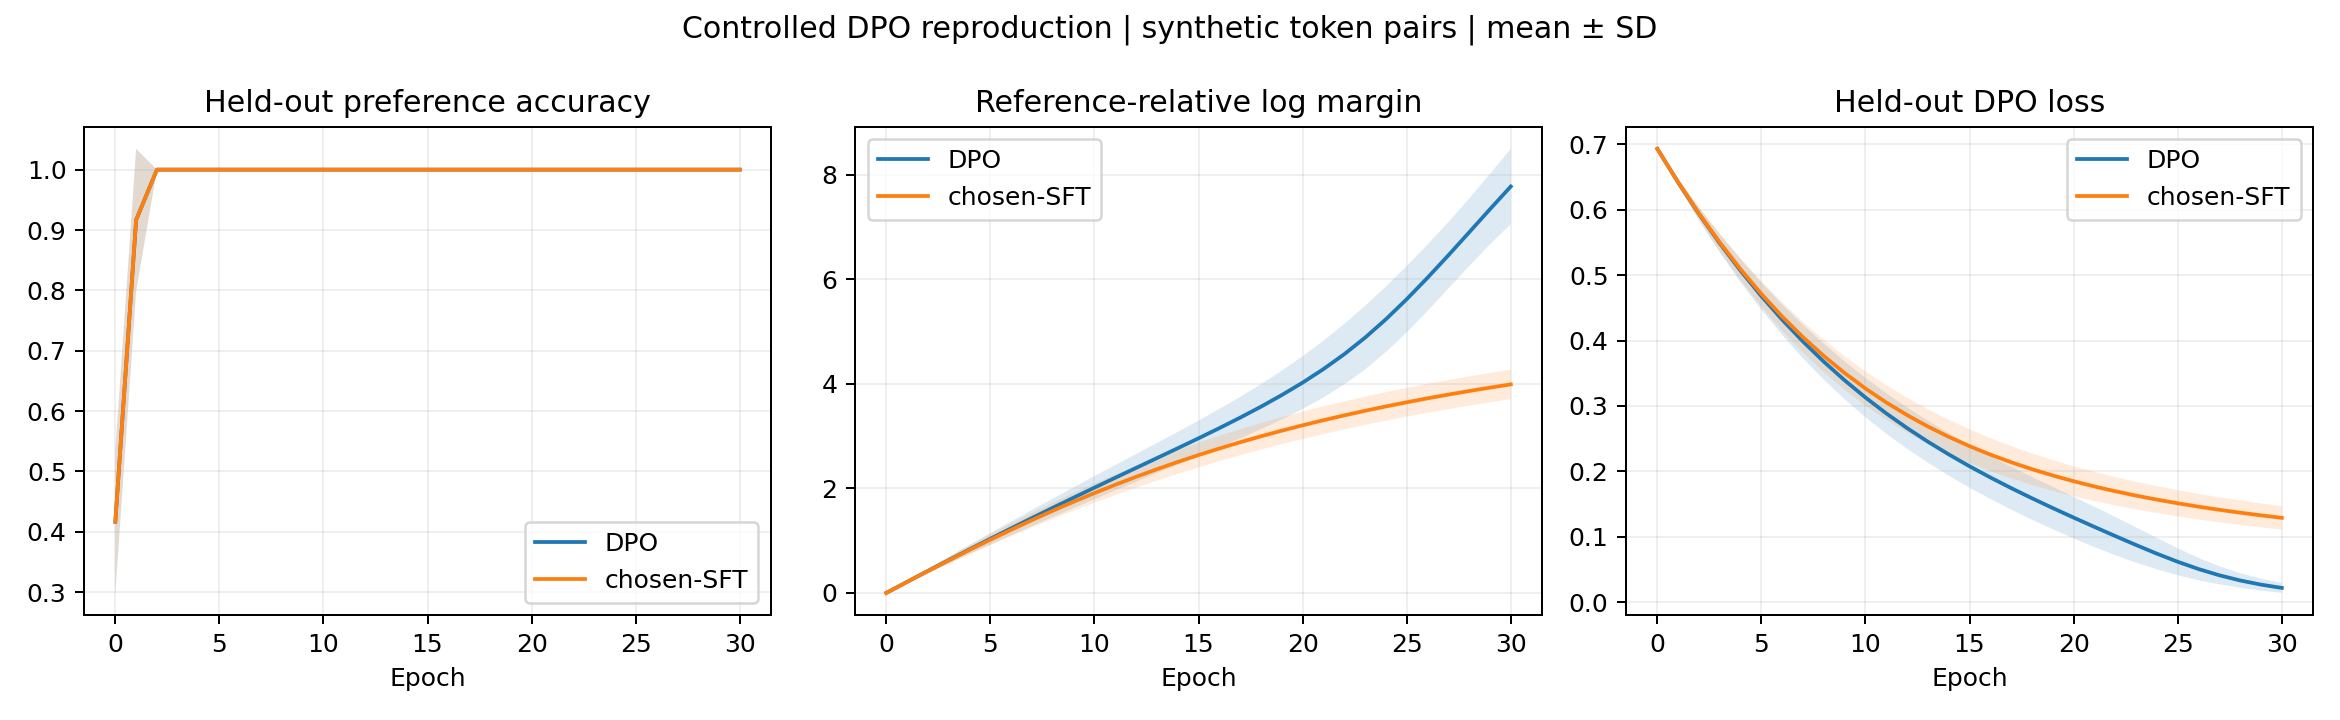 Controlled DPO reproduction | synthetic token pairs | mean ± SD
Held-out preference accuracy
1.0
0.9
0.8
0.7
0.6
0.5
0.4
0.3
DPO
chosen-SFT
0 5 10 15 20 25 30
Epoch
Reference-relative log margin
DPO
chosen-SFT
8
6
4
2
0
0 5 10 15 20 25 30
Epoch
Held-out DPO loss
DPO
chosen-SFT
0.7
0.6
0.5
0.4
0.3
0.2
0.1
0.0
0 5 10 15 20 25 30
Epoch